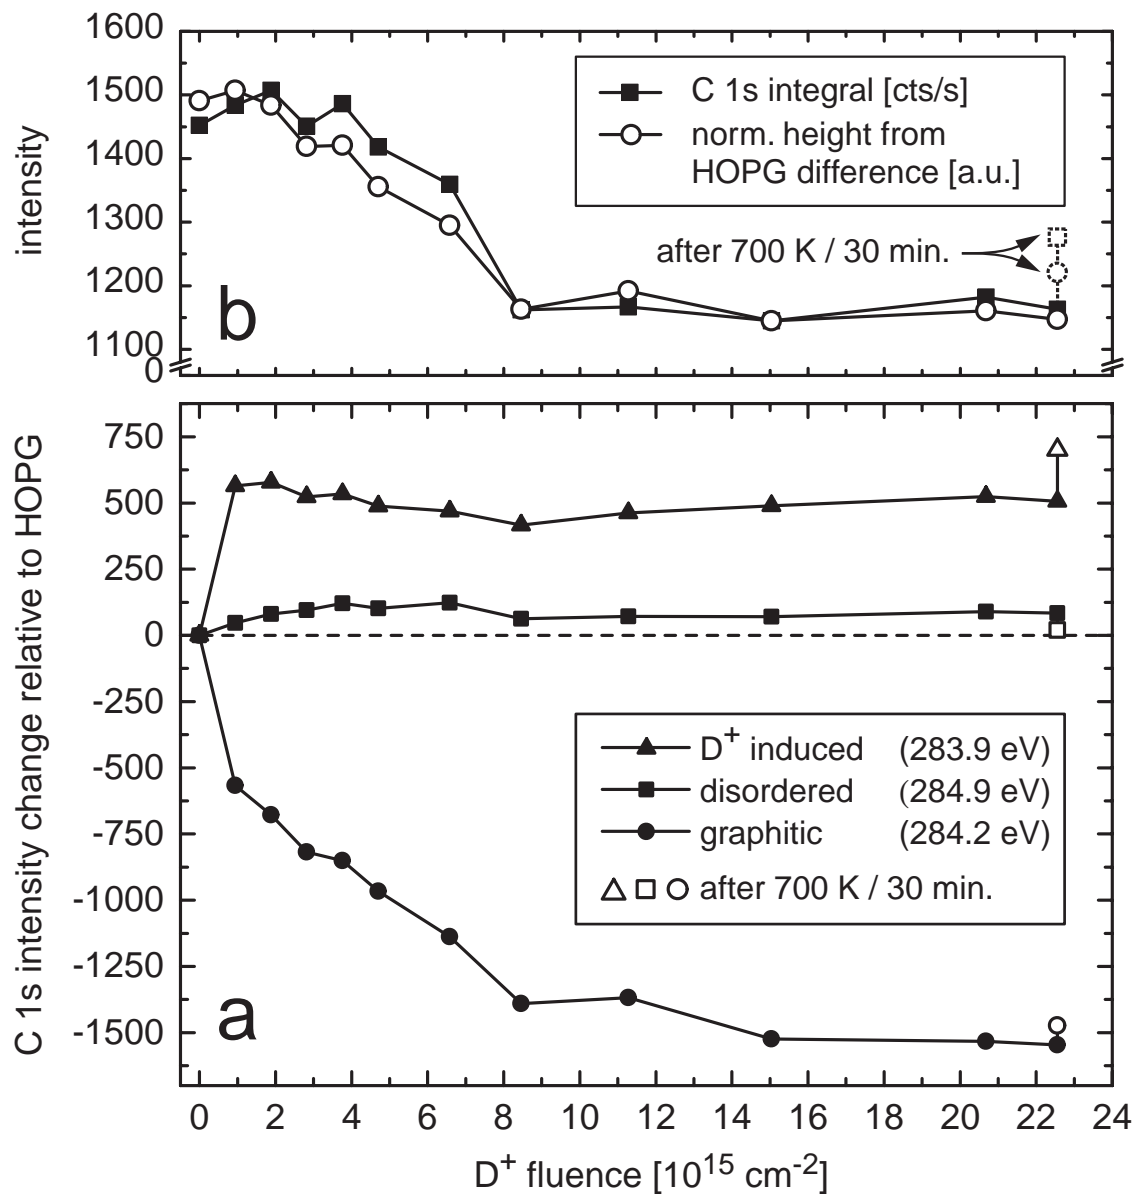 1600
1500
1400
1300
1200
1100
0
intensity
C 1s integral [cts/s]
norm. height from
HOPG difference [a.u.]
after 700 K / 30 min.
b
750
500
250
0
-250
-500
-750
-1000
-1250
-1500
C 1s intensity change relative to HOPG
D⁺ induced (283.9 eV)
disordered (284.9 eV)
graphitic (284.2 eV)
after 700 K / 30 min.
a
0 2 4 6 8 10 12 14 16 18 20 22 24
D⁺ fluence [10¹⁵ cm⁻²]